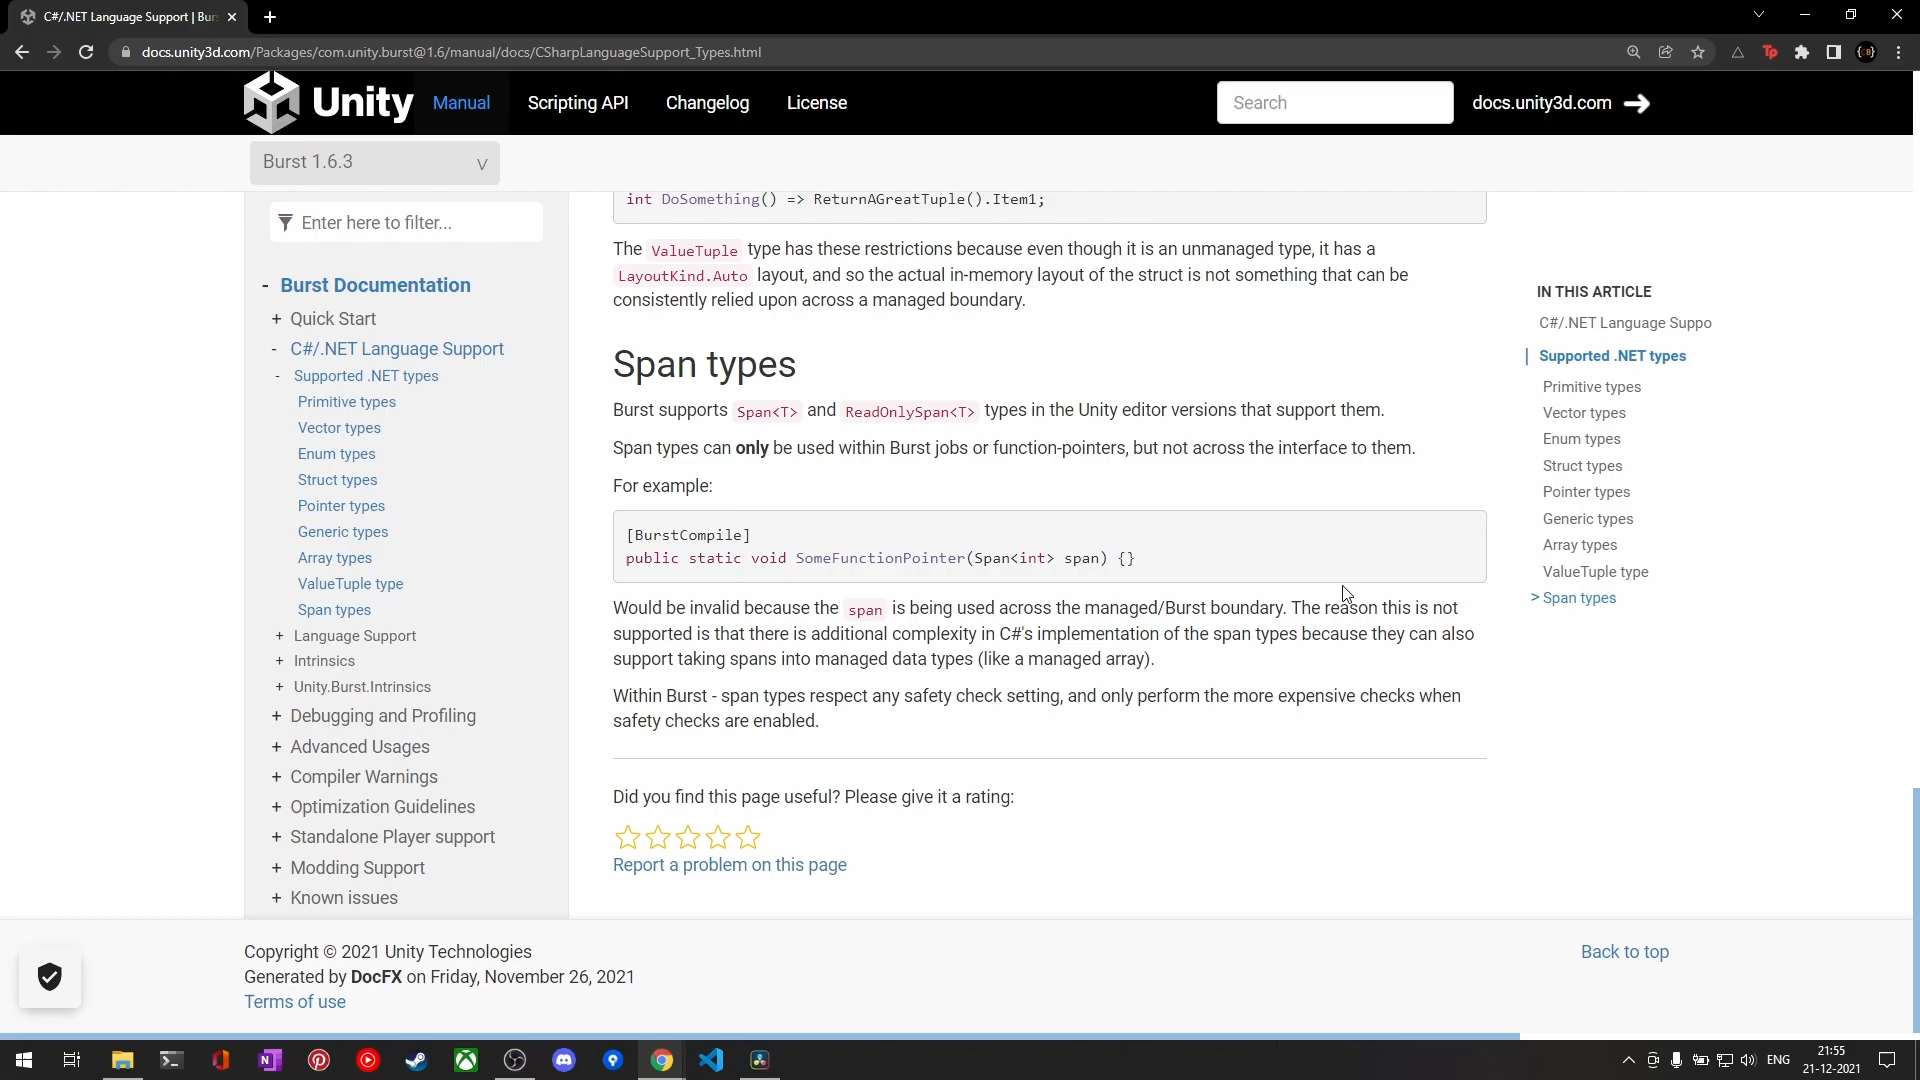 C#/.NET Language Support | Bur
docs.unity3d.com/Packages/com.unity.burst@1.6/manual/docs/CSharpLanguageSupport_Types.html
Tp
{CB}
Unity
Manual
Scripting API
Changelog
License
Search
docs.unity3d.com
Burst 1.6.3
Enter here to filter...
- Burst Documentation
+ Quick Start
- C#/.NET Language Support
- Supported .NET types
Primitive types
Vector types
Enum types
Struct types
Pointer types
Generic types
Array types
ValueTuple type
Span types
+ Language Support
+ Intrinsics
+ Unity.Burst.Intrinsics
+ Debugging and Profiling
+ Advanced Usages
+ Compiler Warnings
+ Optimization Guidelines
+ Standalone Player support
+ Modding Support
+ Known issues
int DoSomething() => ReturnAGreatTuple().Item1;
The ValueTuple type has these restrictions because even though it is an unmanaged type, it has a
LayoutKind.Auto layout, and so the actual in-memory layout of the struct is not something that can be
consistently relied upon across a managed boundary.
Span types
Burst supports Span<T> and ReadOnlySpan<T> types in the Unity editor versions that support them.
Span types can only be used within Burst jobs or function-pointers, but not across the interface to them.
For example:
[BurstCompile]
public static void SomeFunctionPointer(Span<int> span) {}
Would be invalid because the span is being used across the managed/Burst boundary. The reason this is not
supported is that there is additional complexity in C#'s implementation of the span types because they can also
support taking spans into managed data types (like a managed array).
Within Burst - span types respect any safety check setting, and only perform the more expensive checks when
safety checks are enabled.
Did you find this page useful? Please give it a rating:
Report a problem on this page
IN THIS ARTICLE
C#/.NET Language Suppo
Supported .NET types
Primitive types
Vector types
Enum types
Struct types
Pointer types
Generic types
Array types
ValueTuple type
> Span types
Copyright © 2021 Unity Technologies
Generated by DocFX on Friday, November 26, 2021
Terms of use
Back to top
ENG
21:55
21-12-2021